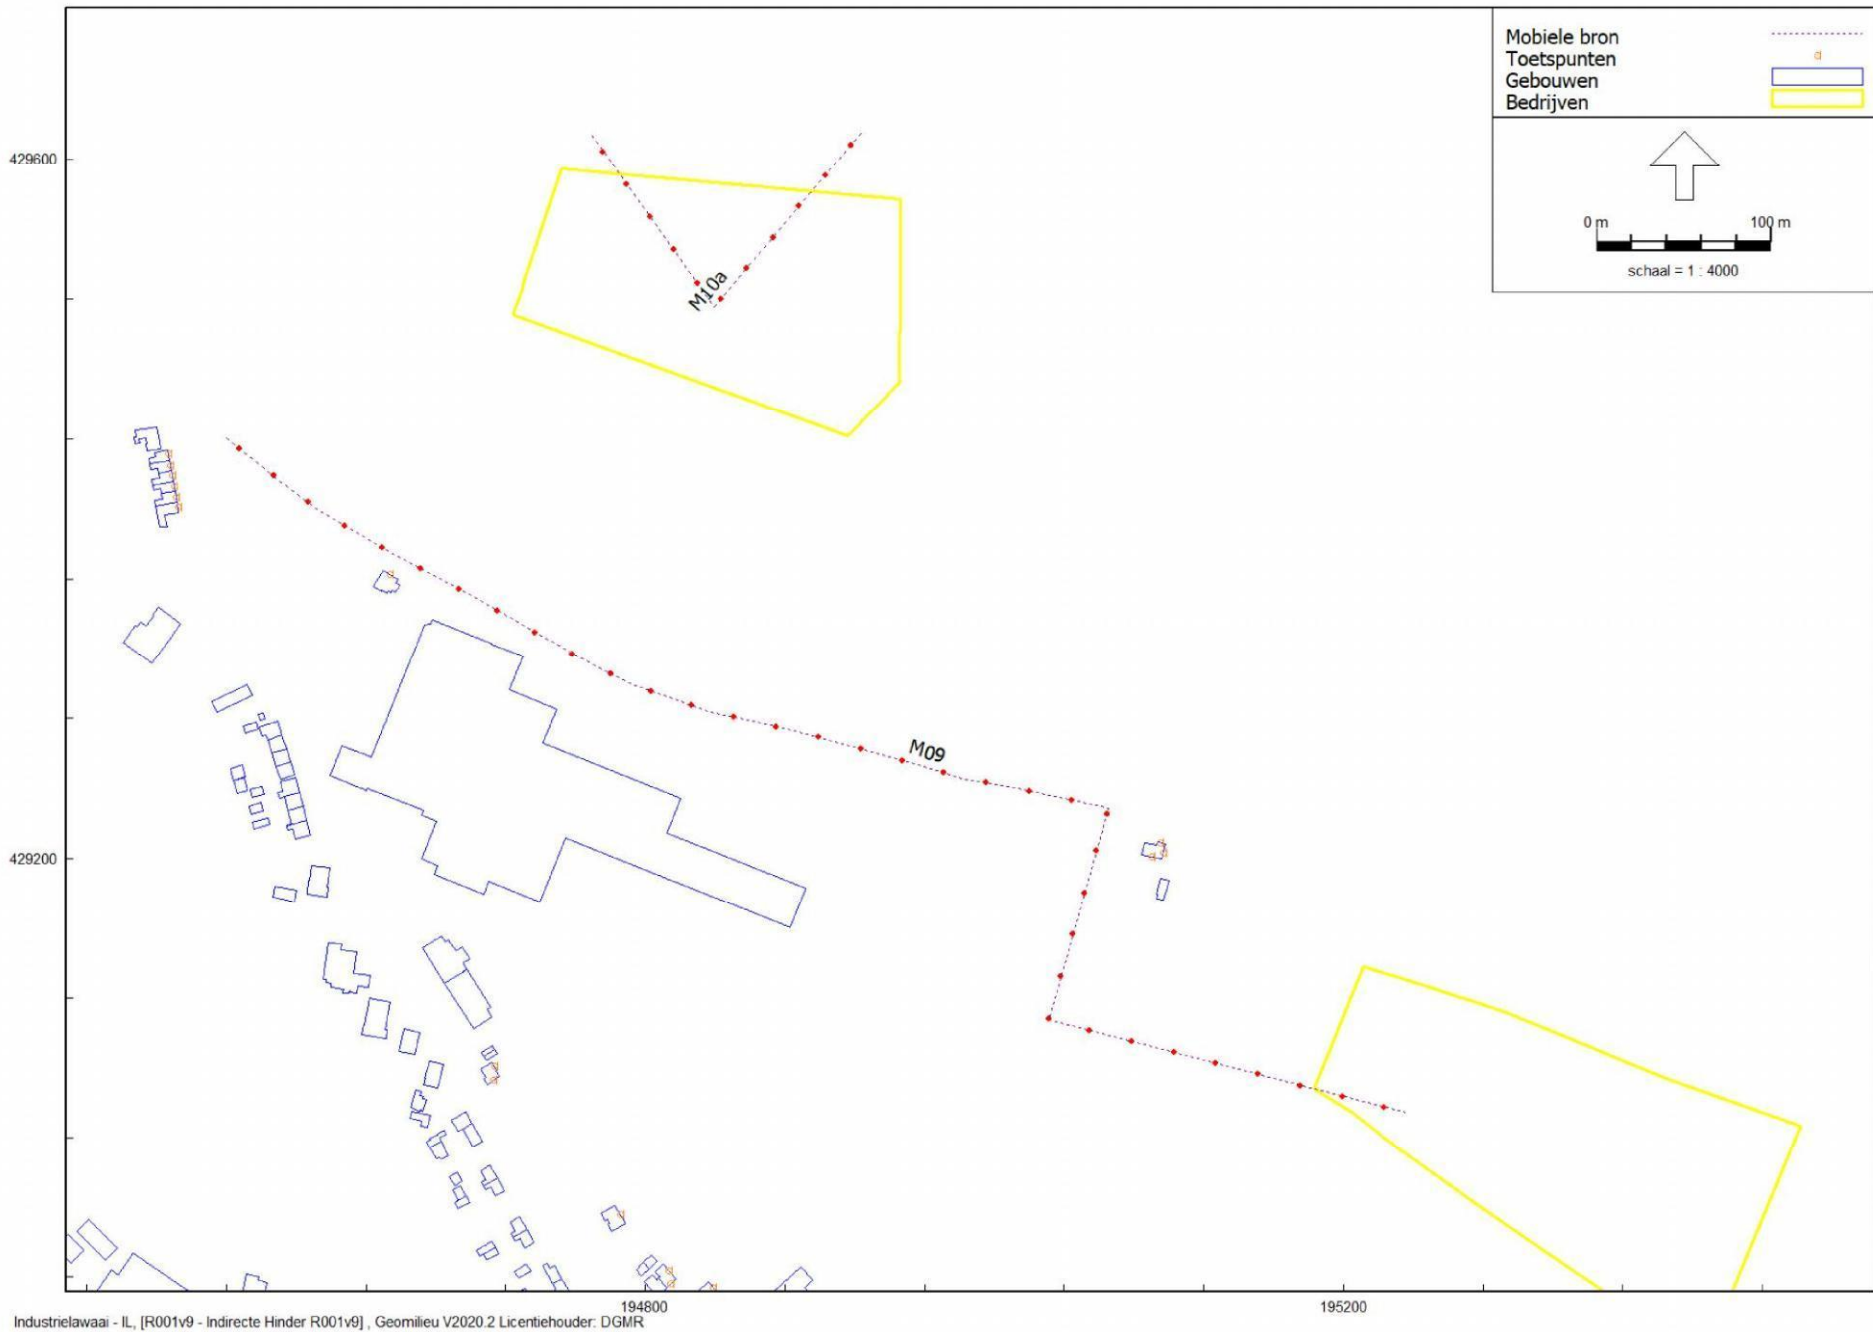 Mobiele bron
Toetspunten
Gebouwen
Bedrijven
0 m 100 m
schaal = 1 : 4000
429600
M10a
M09
429200
194800 195200
Industrielawaai - IL, [R001v9 - Indirecte Hinder R001v9] , Geomilieu V2020.2 Licentiehouder: DGMR